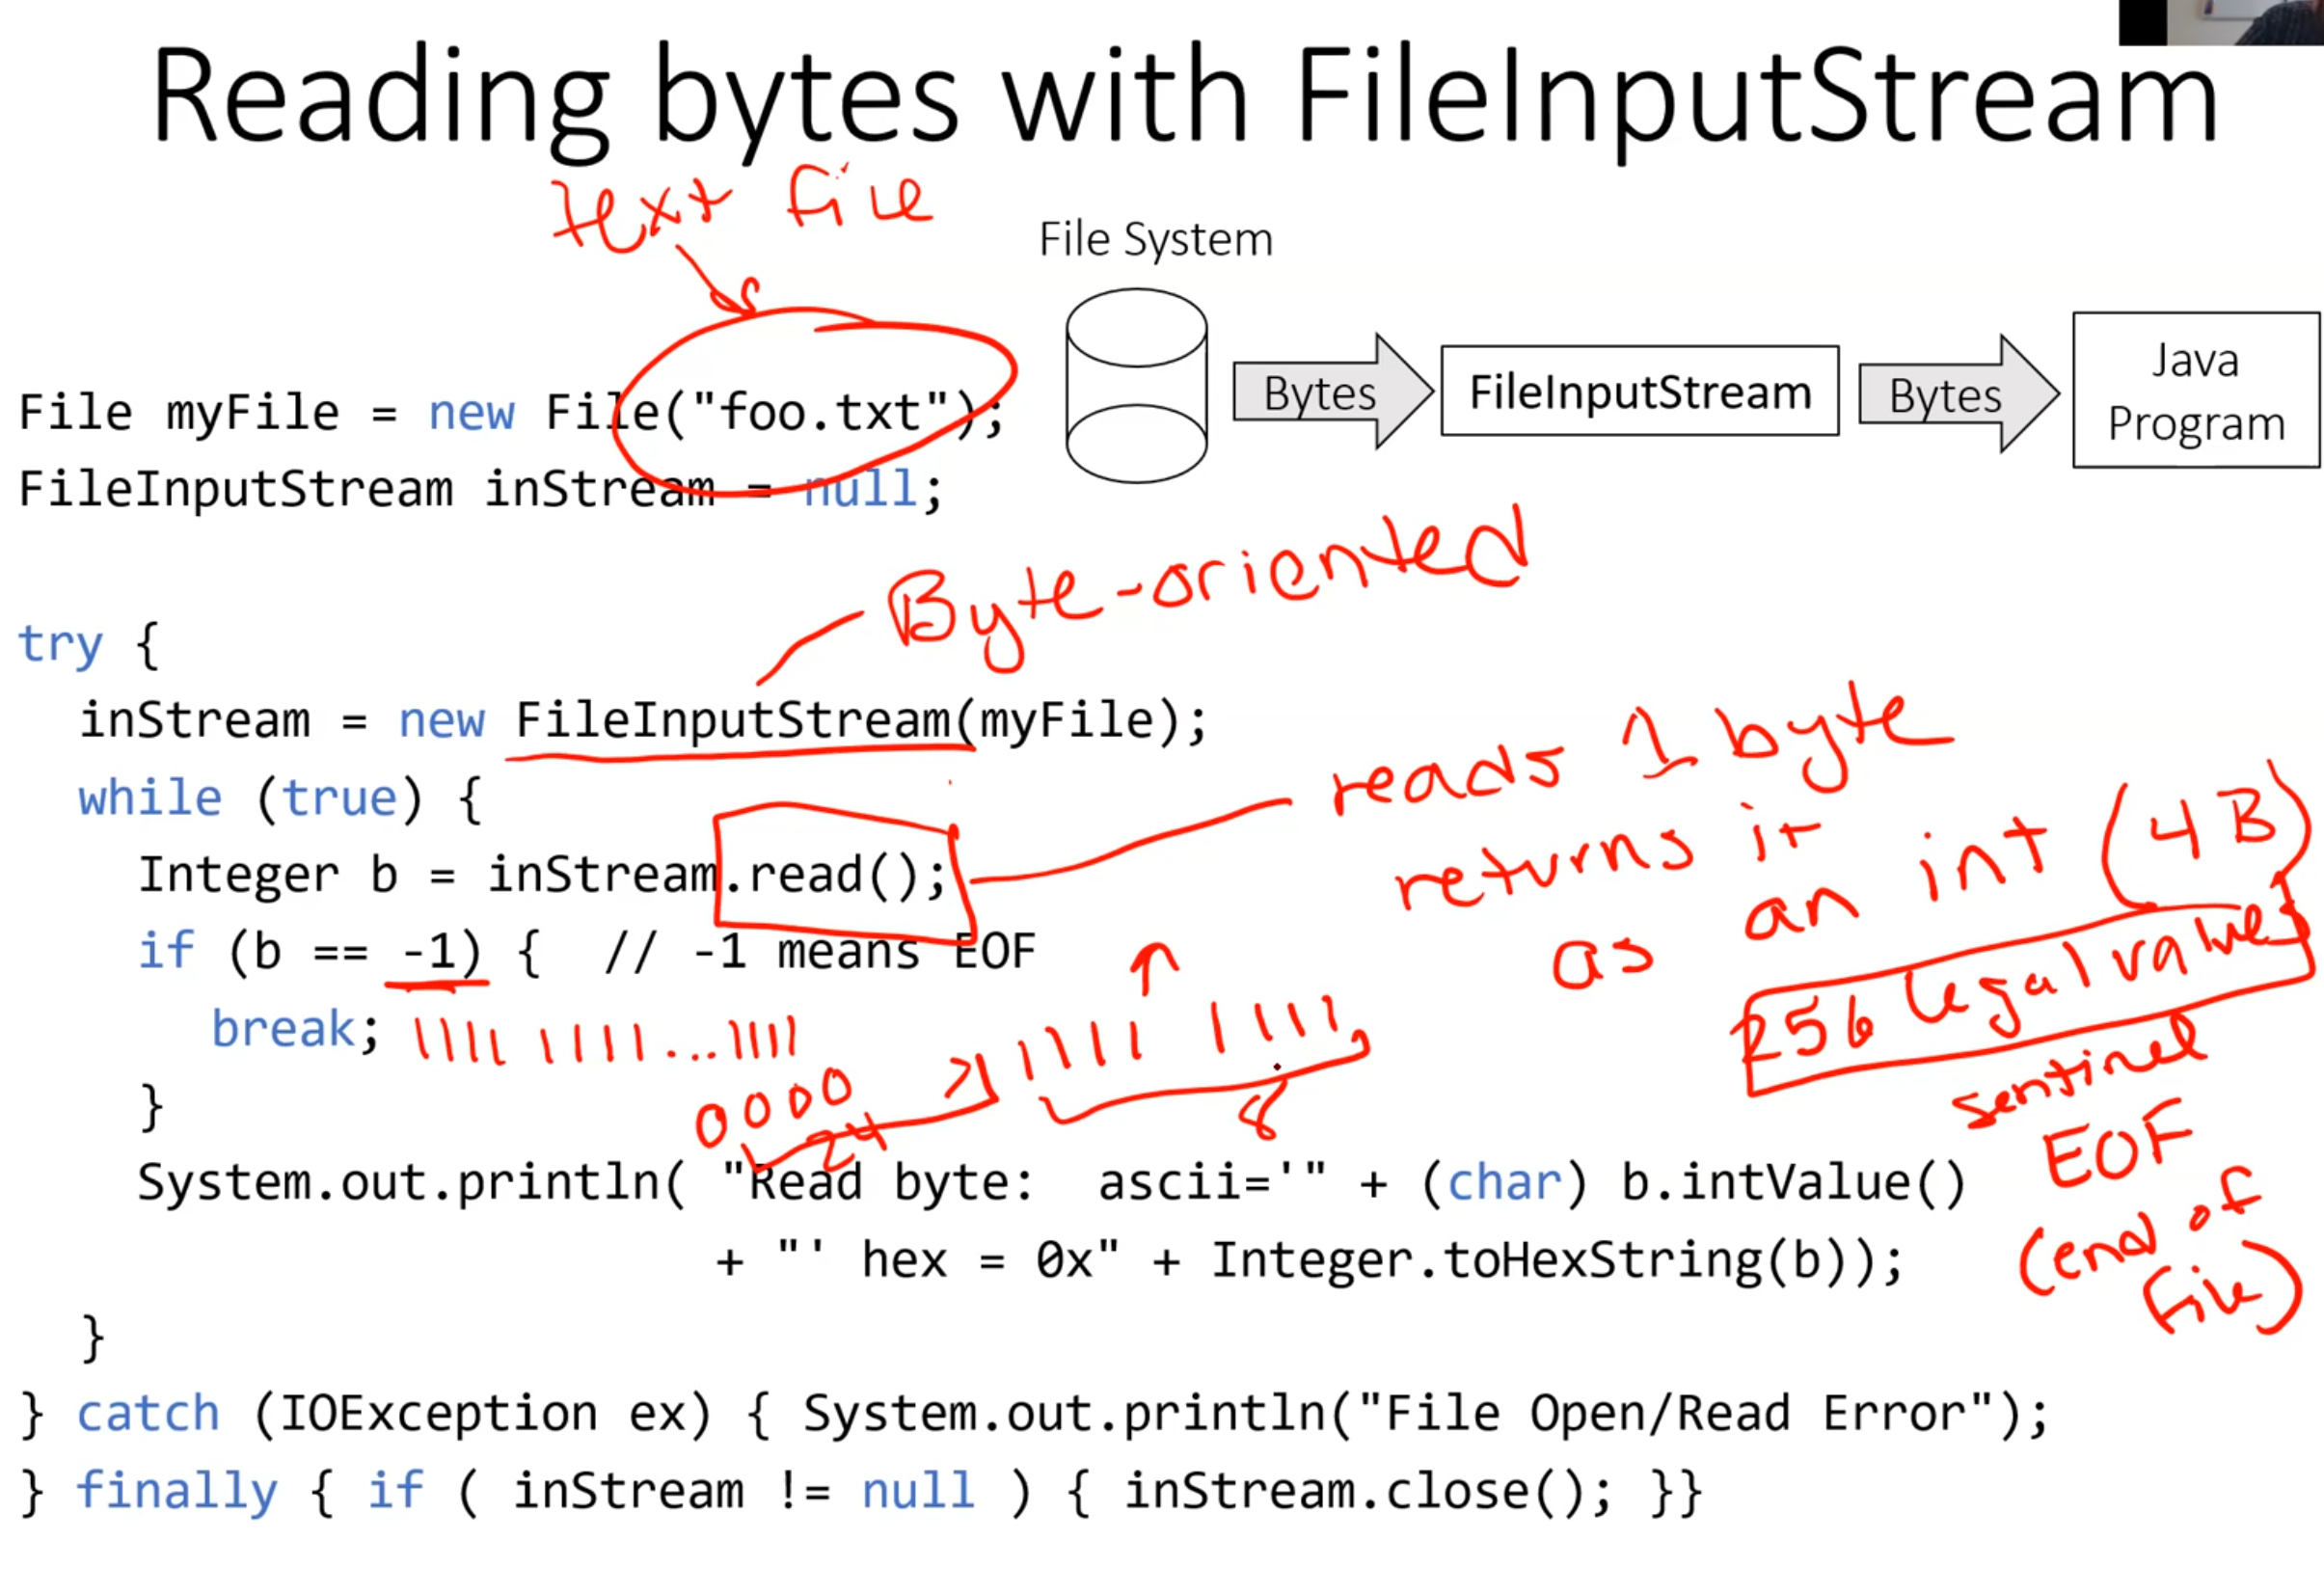 Reading bytes with FileInputStream
text file
File System
Bytes
FileInputStream
Bytes
Java
Program
File myFile = new File("foo.txt");
FileInputStream inStream = null;
Byte-oriented
try {
inStream = new FileInputStream(myFile);
while (true) {
Integer b = inStream.read();
reads 1 byte
returns it
as an int (4B)
256 legal values
sentinel
EOF
(end of
file)
if (b == -1) { // -1 means EOF
break;
1111 1111...1111
0000
1111 1111
24
8
}
System.out.println( "Read byte:  ascii='" + (char) b.intValue()
+ "' hex = 0x" + Integer.toHexString(b));
}
} catch (IOException ex) { System.out.println("File Open/Read Error");
} finally { if ( inStream != null ) { inStream.close(); }}